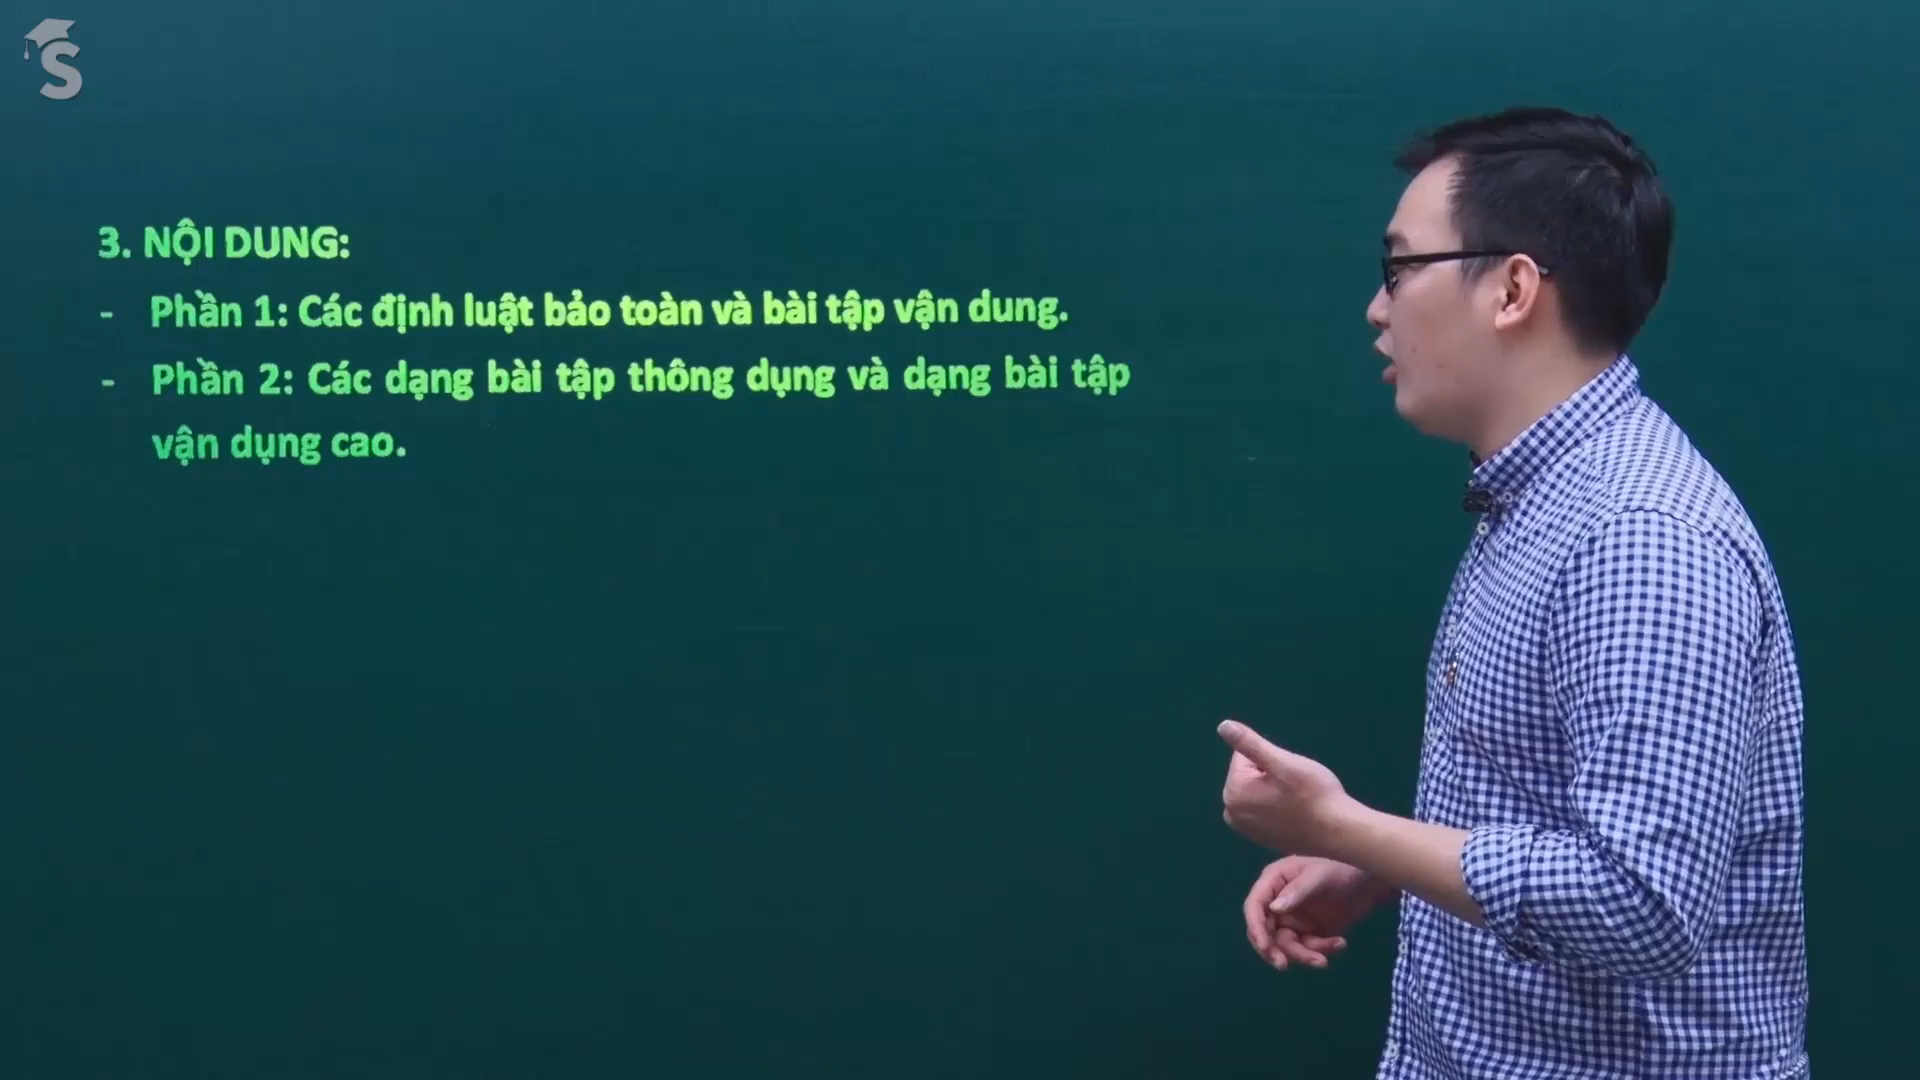 S
3. NỘI DUNG:
- Phần 1: Các định luật bảo toàn và bài tập vận dung.
- Phần 2: Các dạng bài tập thông dụng và dạng bài tập
vận dụng cao.